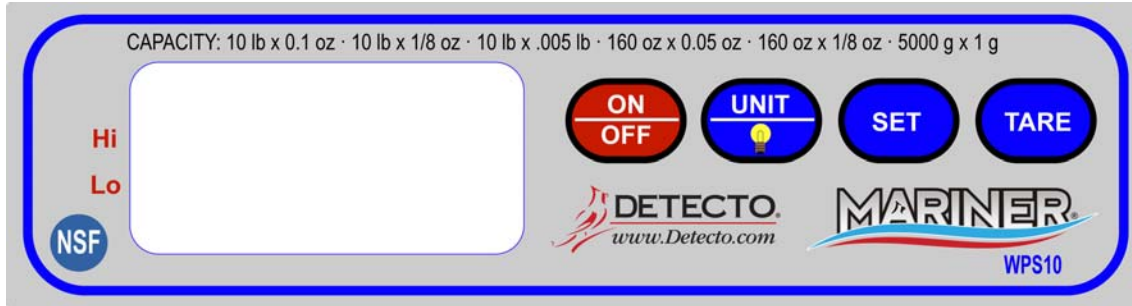 CAPACITY: 10 lb x 0.1 oz · 10 lb x 1/8 oz · 10 lb x .005 lb · 160 oz x 0.05 oz · 160 oz x 1/8 oz · 5000 g x 1 g
ON
OFF
UNIT
SET
TARE
Hi
Lo
NSF
DETECTO.
www.Detecto.com
MARINER®
WPS10